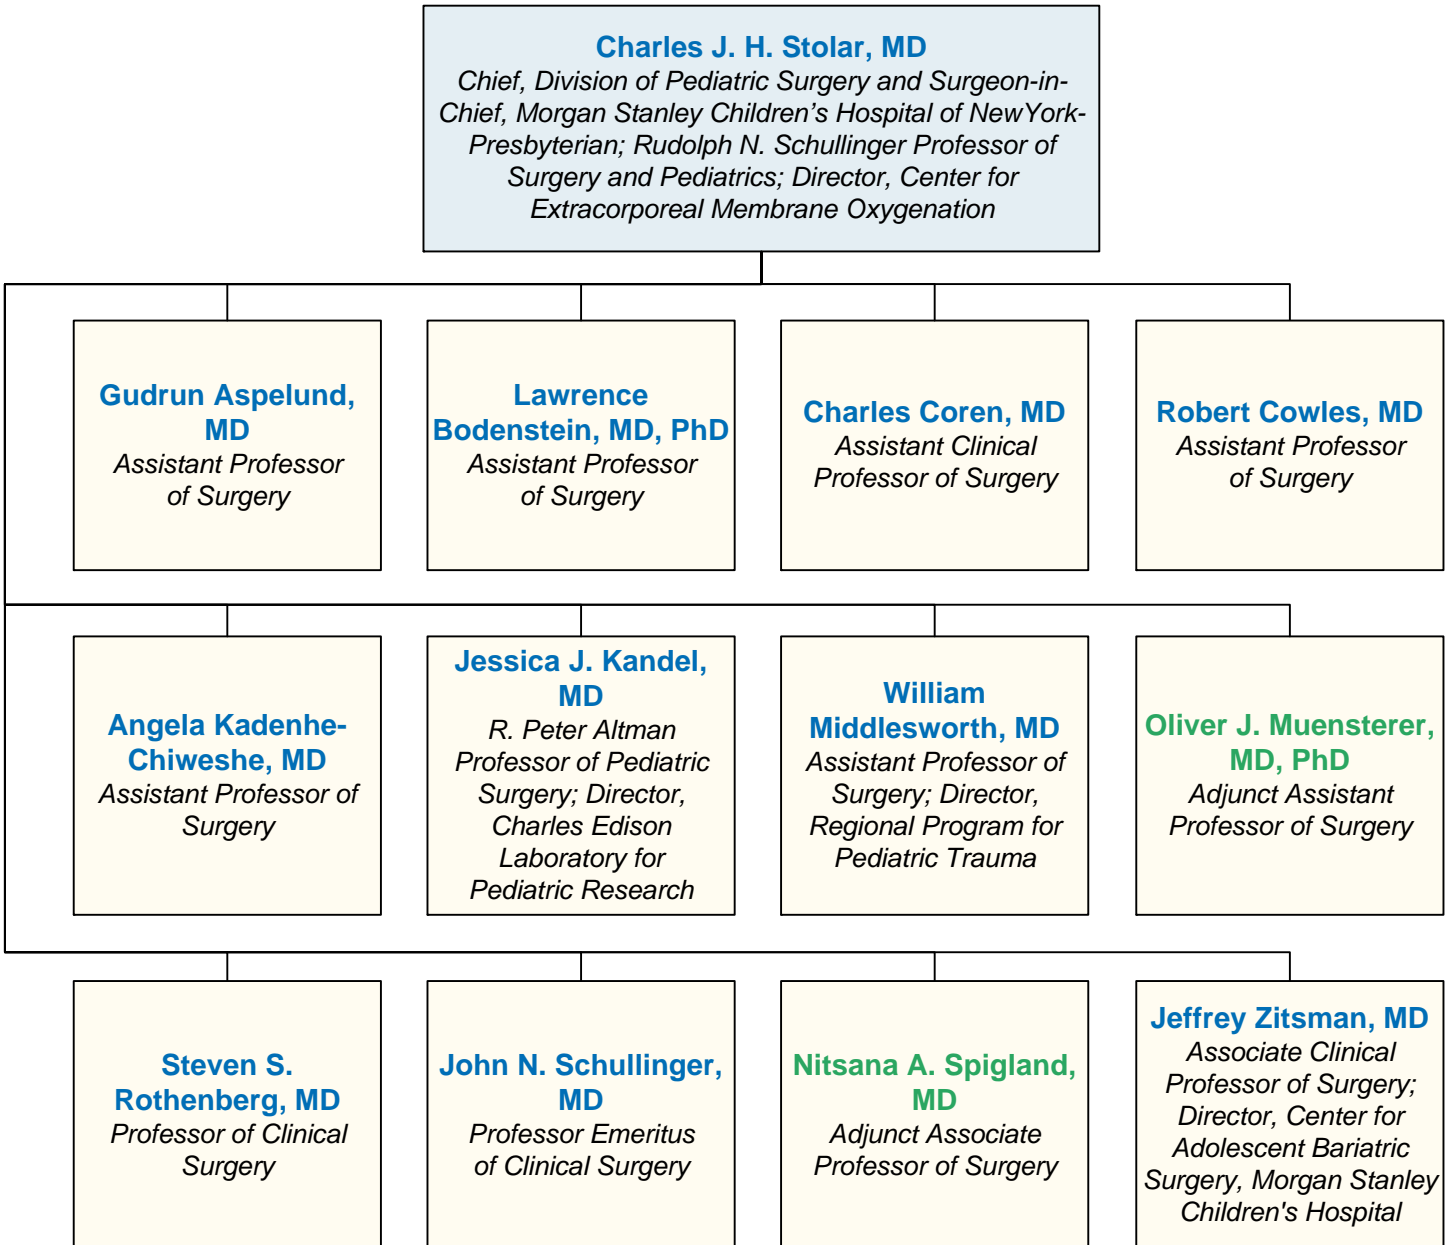 Charles J. H. Stolar, MD
Chief, Division of Pediatric Surgery and Surgeon-in-
Chief, Morgan Stanley Children’s Hospital of NewYork-
Presbyterian; Rudolph N. Schullinger Professor of
Surgery and Pediatrics; Director, Center for
Extracorporeal Membrane Oxygenation
Gudrun Aspelund,
MD
Assistant Professor
of Surgery
Lawrence
Bodenstein, MD, PhD
Assistant Professor
of Surgery
Charles Coren, MD
Assistant Clinical
Professor of Surgery
Robert Cowles, MD
Assistant Professor
of Surgery
Angela Kadenhe-
Chiweshe, MD
Assistant Professor of
Surgery
Jessica J. Kandel,
MD
R. Peter Altman
Professor of Pediatric
Surgery; Director,
Charles Edison
Laboratory for
Pediatric Research
William
Middlesworth, MD
Assistant Professor of
Surgery; Director,
Regional Program for
Pediatric Trauma
Oliver J. Muensterer,
MD, PhD
Adjunct Assistant
Professor of Surgery
Steven S.
Rothenberg, MD
Professor of Clinical
Surgery
John N. Schullinger,
MD
Professor Emeritus
of Clinical Surgery
Nitsana A. Spigland,
MD
Adjunct Associate
Professor of Surgery
Jeffrey Zitsman, MD
Associate Clinical
Professor of Surgery;
Director, Center for
Adolescent Bariatric
Surgery, Morgan Stanley
Children's Hospital